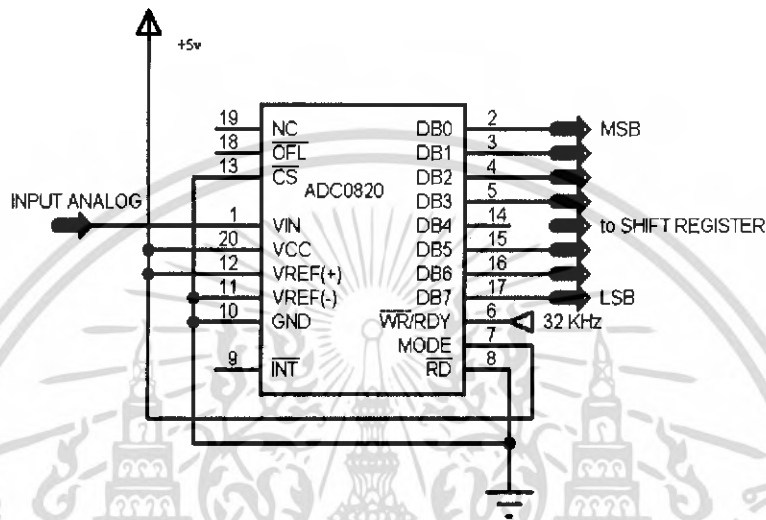 +5v
19 NC DB0 2 MSB
18 OFL DB1 3
13 CS DB2 4
ADC0820 DB3 5
INPUT ANALOG
1 VIN DB4 14 to SHIFT REGISTER
20 VCC DB5 15
12 VREF(+) DB6 16
11 VREF(-) DB7 17 LSB
10 GND WR/RDY 6 32 KHz
MODE 7
9 INT RD 8